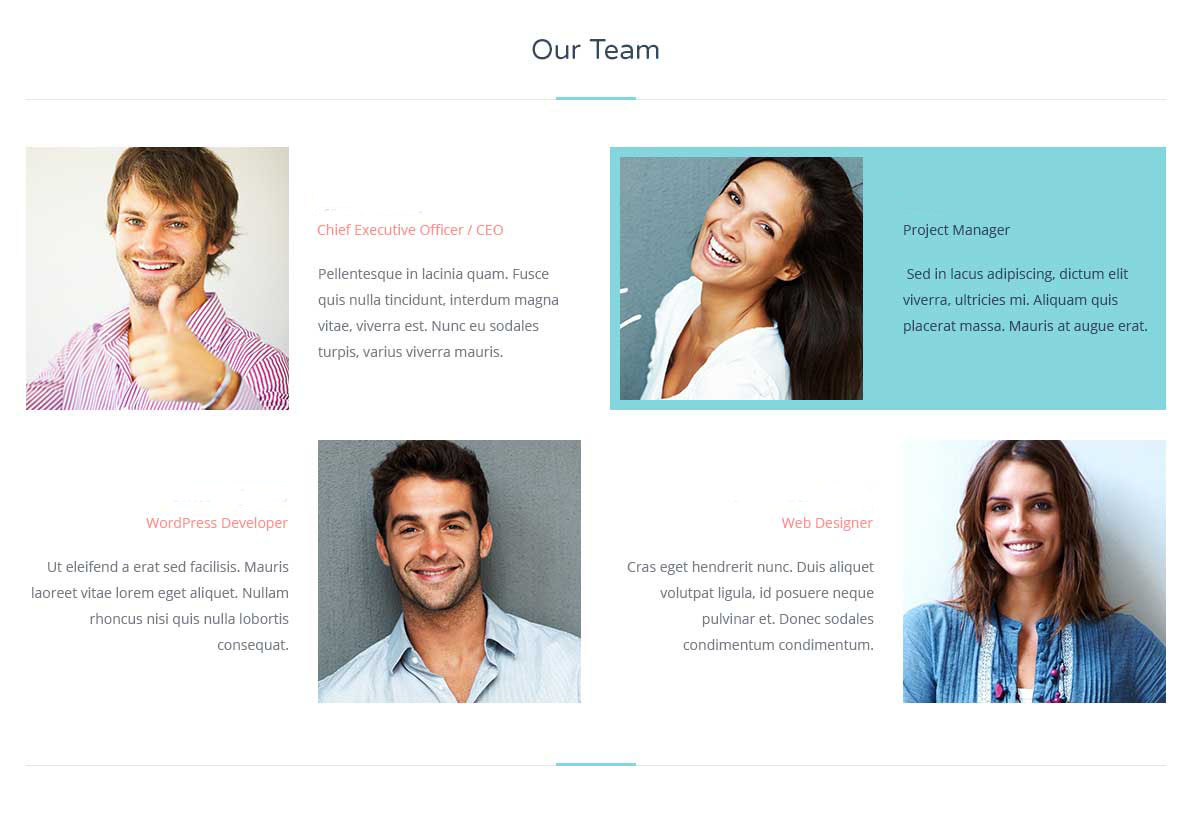 Our Team
Chief Executive Officer / CEO
Pellentesque in lacinia quam. Fusce
quis nulla tincidunt, interdum magna
vitae, viverra est. Nunc eu sodales
turpis, varius viverra mauris.
Project Manager
Sed in lacus adipiscing, dictum elit
viverra, ultricies mi. Aliquam quis
placerat massa. Mauris at augue erat.
WordPress Developer
Ut eleifend a erat sed facilisis. Mauris
laoreet vitae lorem eget aliquet. Nullam
rhoncus nisi quis nulla lobortis
consequat.
Web Designer
Cras eget hendrerit nunc. Duis aliquet
volutpat ligula, id posuere neque
pulvinar et. Donec sodales
condimentum condimentum.